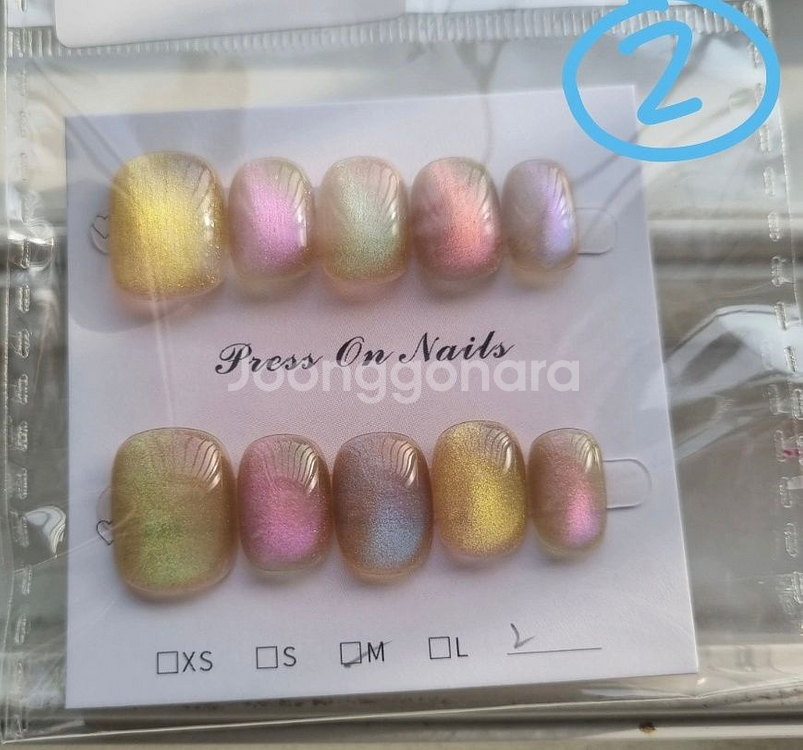 2
Press On Nails
Joonggonara
□XS □S □M □L 2